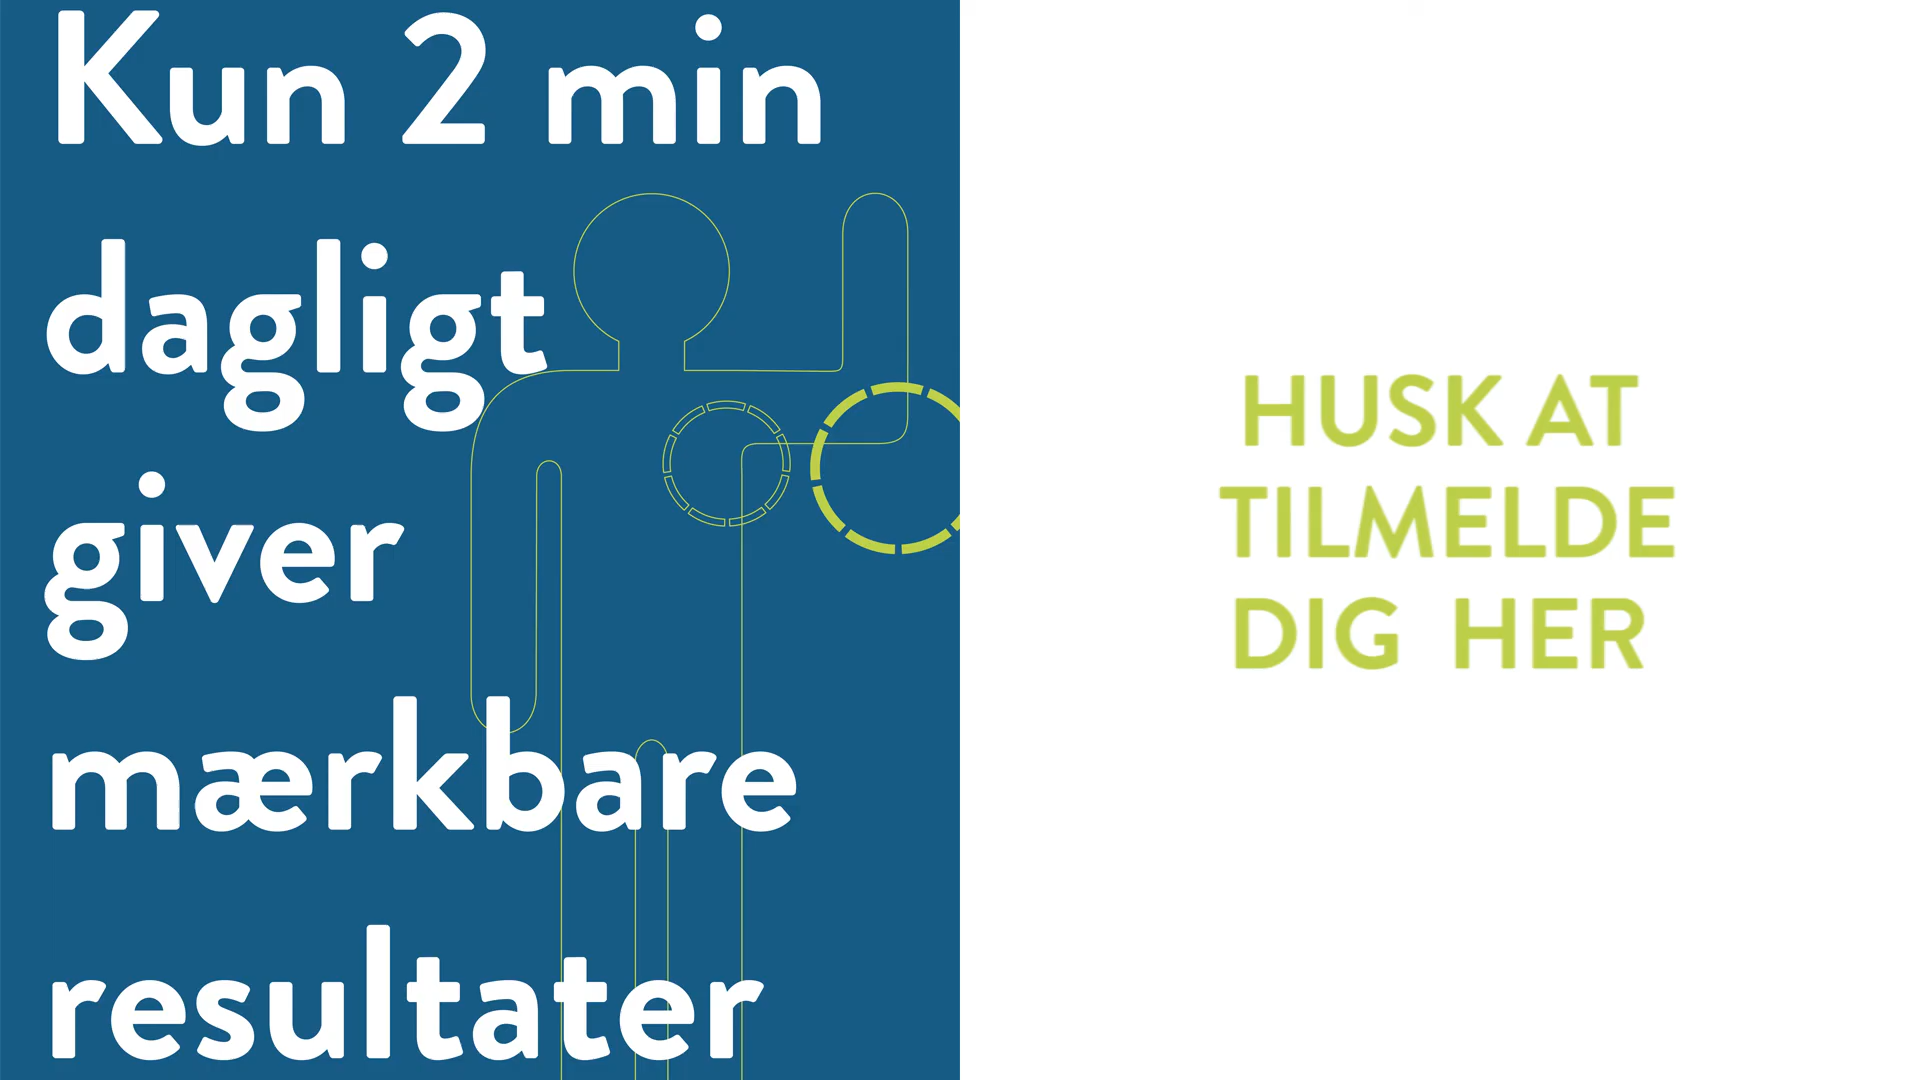 Kun 2 min
dagligt
giver
mærkbare
resultater
HUSK AT
TILMELDE
DIG HER